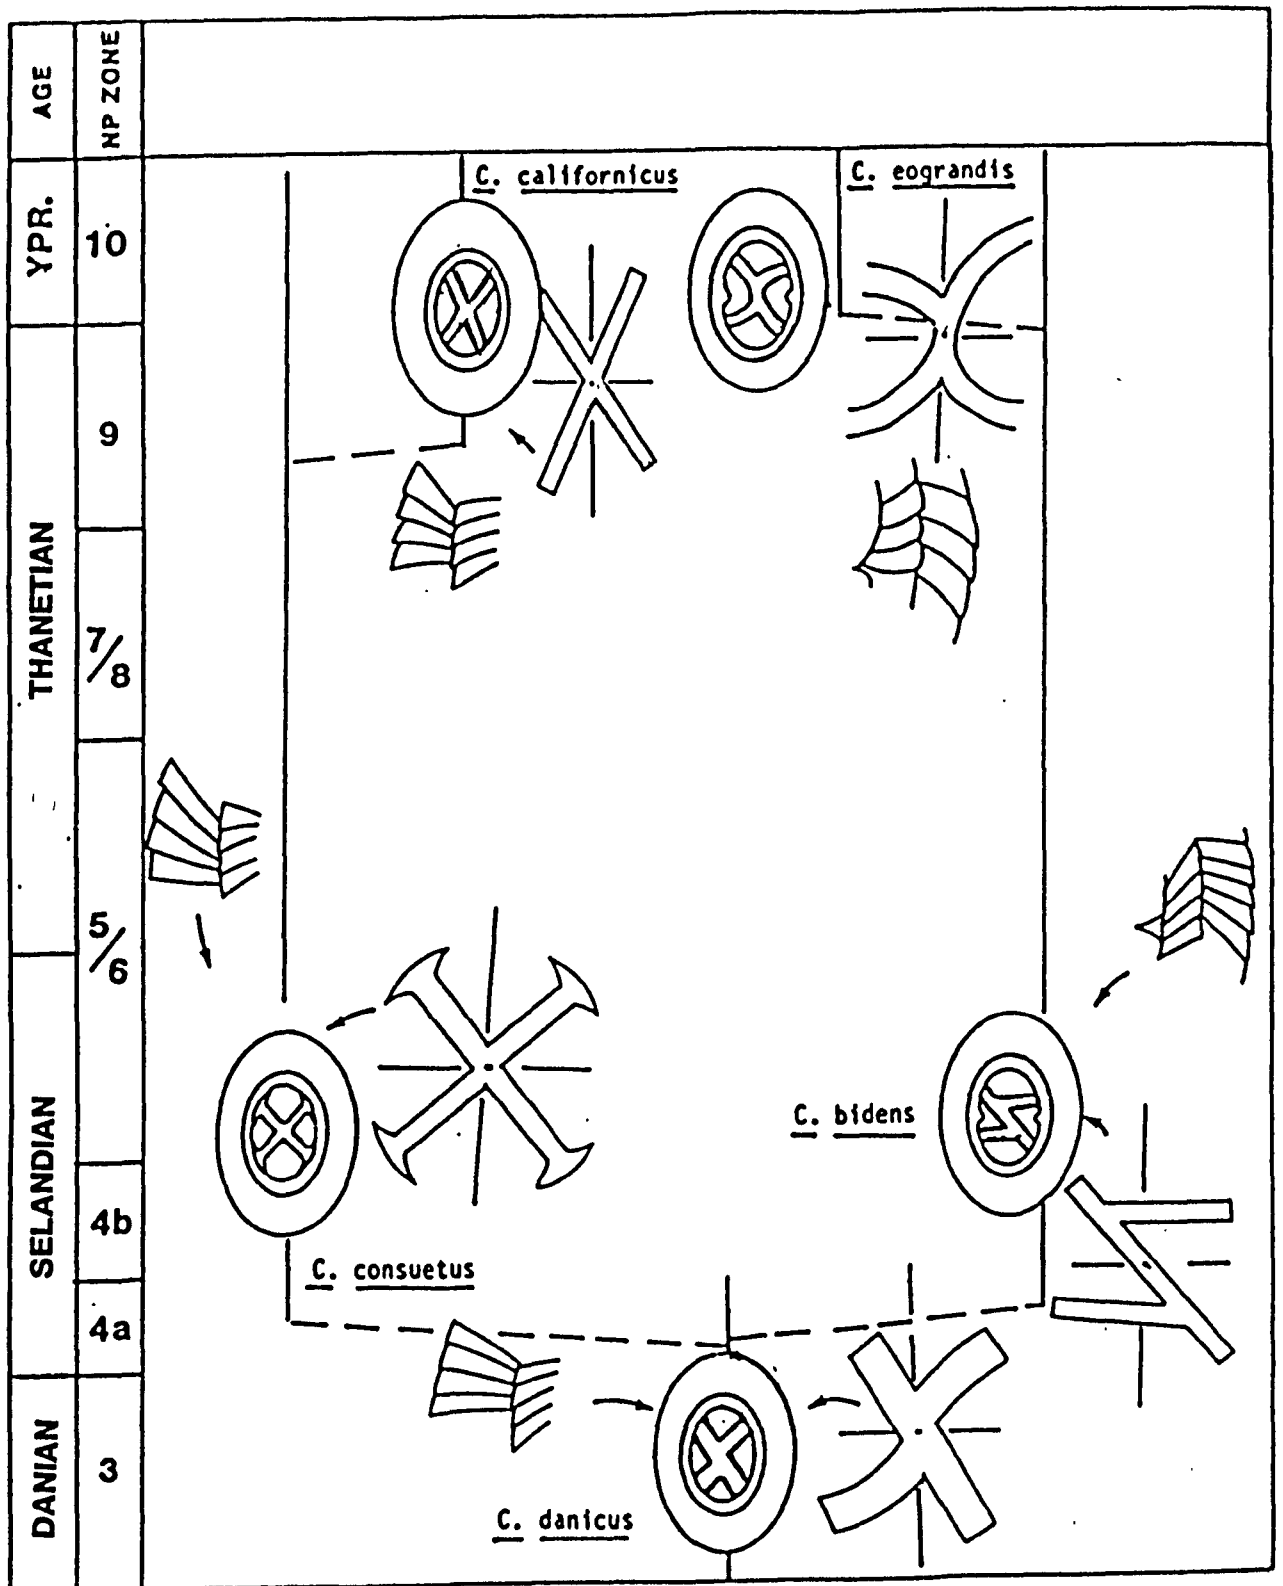 AGE
NP ZONE
YPR.
10
C. californicus
C. eograndis
THANETIAN
9
7/8
5/6
SELANDIAN
C. bidens
4b
C. consuetus
4a
DANIAN
3
C. danicus